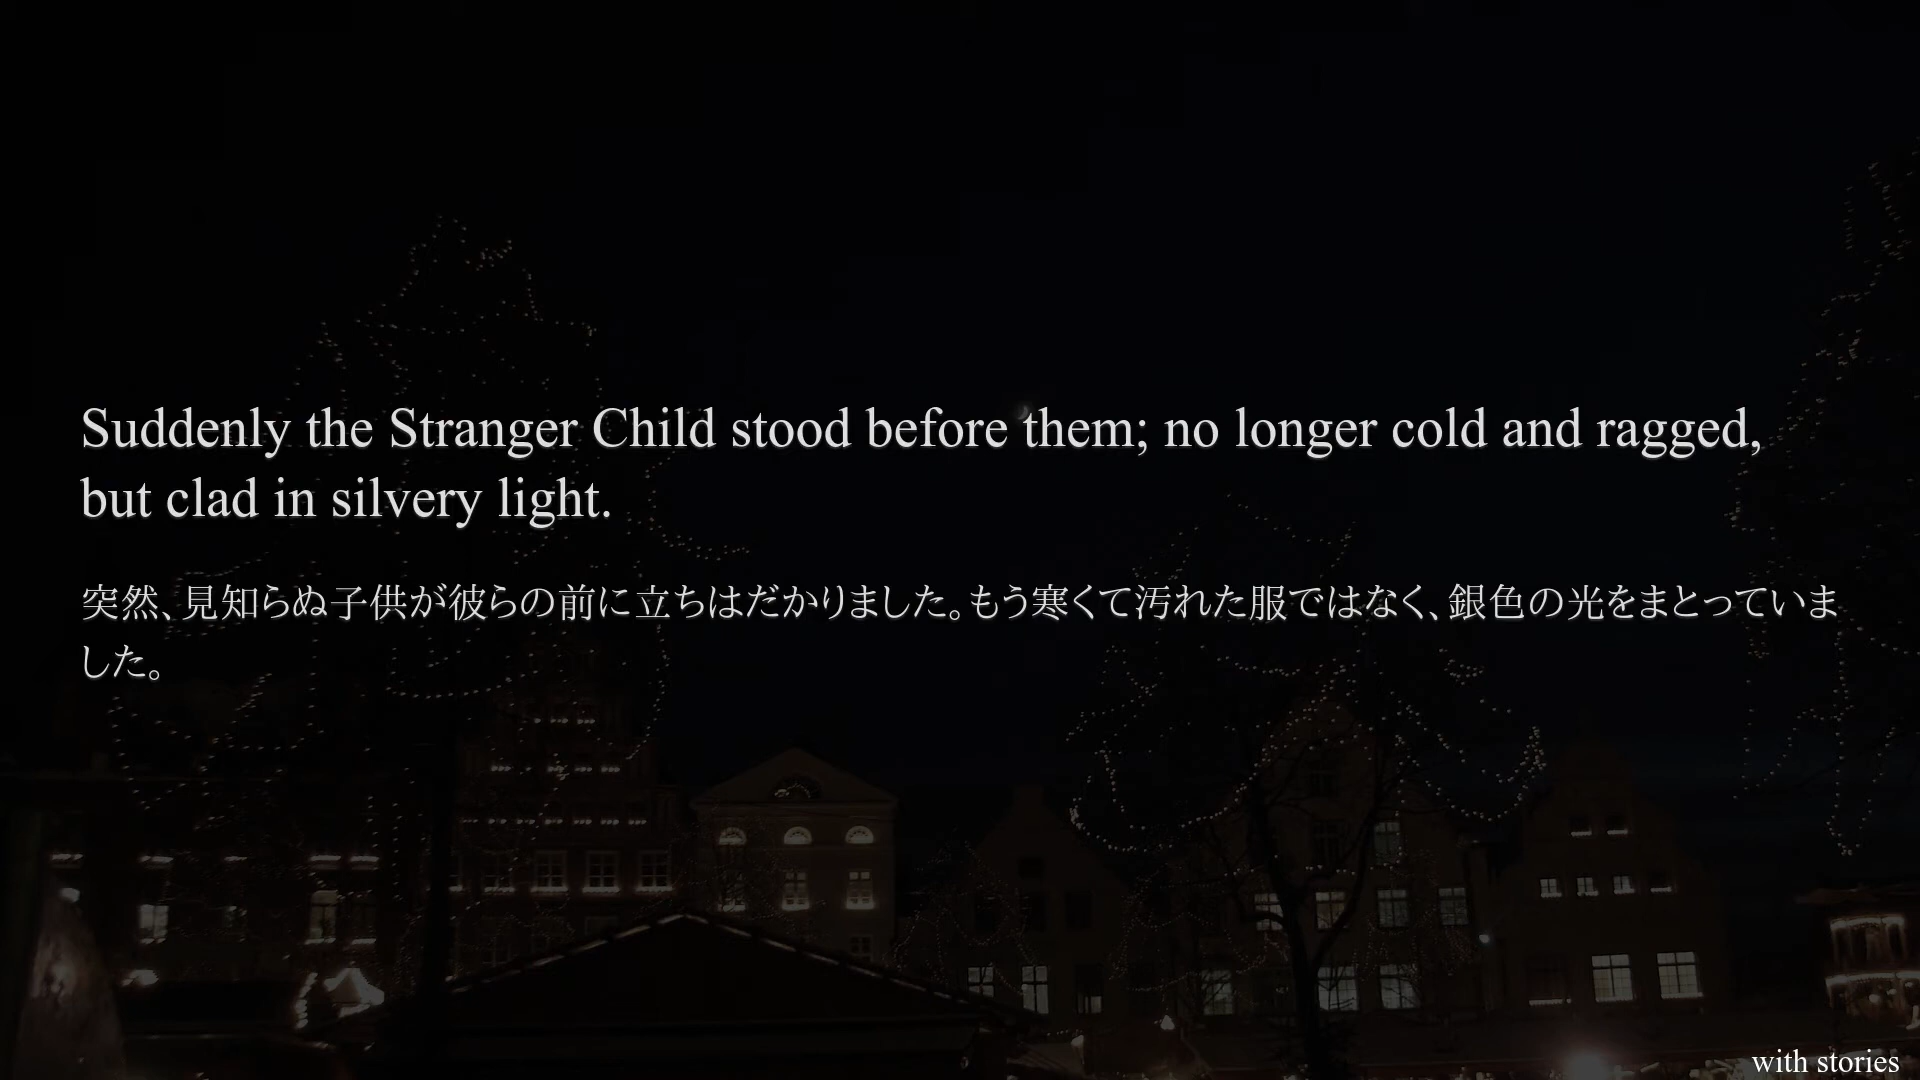 Suddenly the Stranger Child stood before them; no longer cold and ragged,
but clad in silvery light.
突然、見知らぬ子供が彼らの前に立ちはだかりました。もう寒くて汚れた服ではなく、銀色の光をまとっていま
した。
with stories